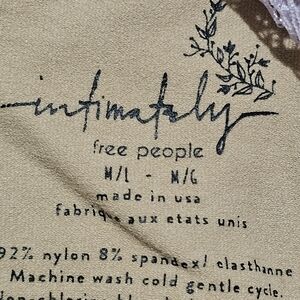 intimately
free people
M/L - M/G
made in usa
fabriq aux etats unis
92% nylon 8% spandex/ elasthanne
Machine wash cold gentle cycle.